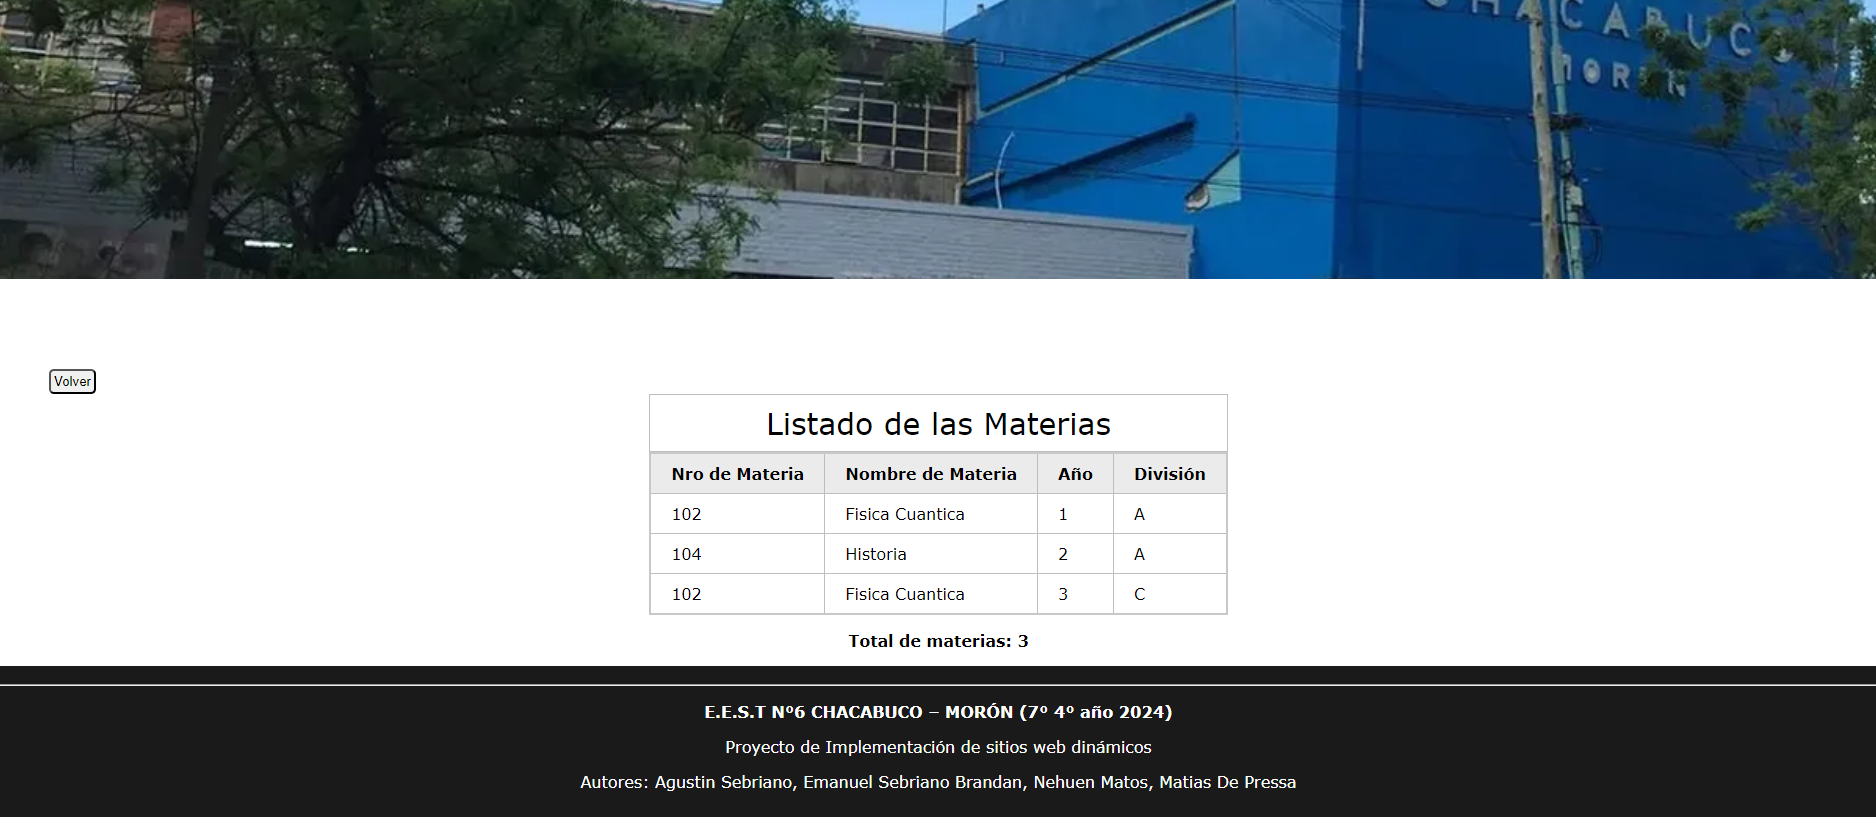 CHACABUCO
MORÓN
Volver
Listado de las Materias
Nro de Materia Nombre de Materia Año División
102 Fisica Cuantica 1 A
104 Historia 2 A
102 Fisica Cuantica 3 C
Total de materias: 3
E.E.S.T Nº6 CHACABUCO – MORÓN (7º 4º año 2024)
Proyecto de Implementación de sitios web dinámicos
Autores: Agustin Sebriano, Emanuel Sebriano Brandan, Nehuen Matos, Matias De Pressa